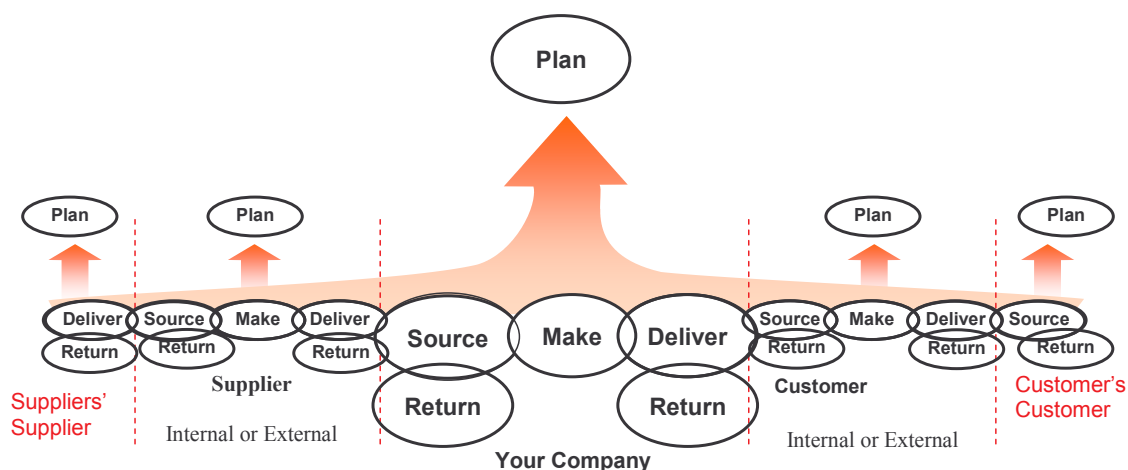 Plan
Plan
Plan
Plan
Plan
Deliver
Source
Make
Deliver
Source
Make
Deliver
Source
Make
Deliver
Source
Return
Return
Return
Return
Return
Return
Return
Return
Suppliers’
Supplier
Supplier
Internal or External
Your Company
Customer
Internal or External
Customer’s
Customer